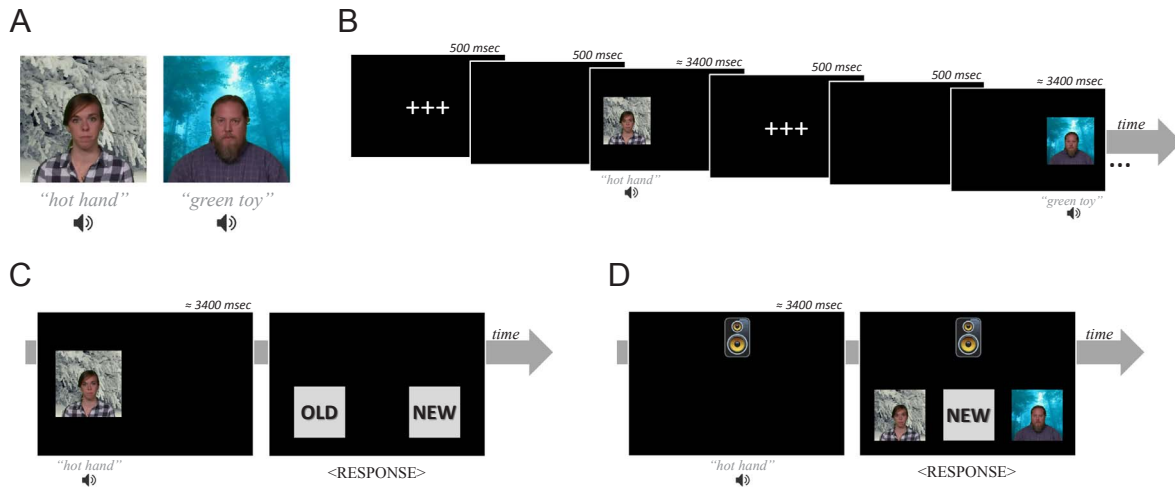 A
"hot hand"
"green toy"
B
500 msec
500 msec
≈ 3400 msec
500 msec
500 msec
≈ 3400 msec
+++
+++
time
...
"hot hand"
"green toy"
C
≈ 3400 msec
time
OLD
NEW
"hot hand"
<RESPONSE>
D
≈ 3400 msec
time
NEW
"hot hand"
<RESPONSE>